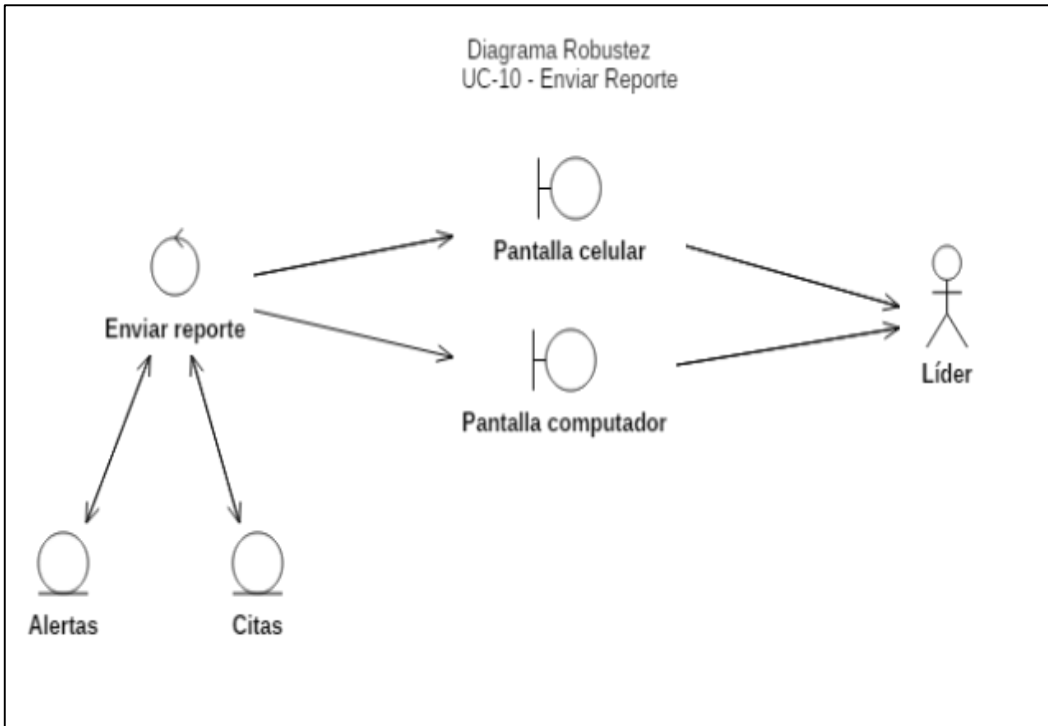 Diagrama Robustez
UC-10 - Enviar Reporte
Pantalla celular
Enviar reporte
Líder
Pantalla computador
Alertas
Citas